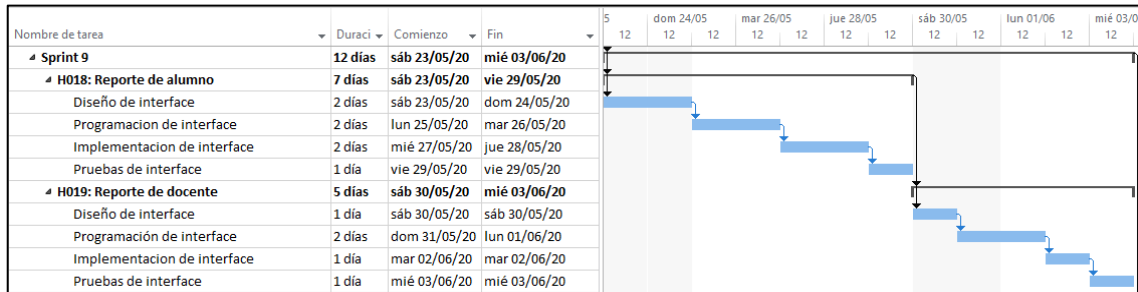 5 dom 24/05 mar 26/05 jue 28/05 sáb 30/05 lun 01/06 mié 03/0
Nombre de tarea Duraci Comienzo Fin 12 12 12 12 12 12 12 12 12 12 12 12
Sprint 9 12 días sáb 23/05/20 mié 03/06/20
H018: Reporte de alumno 7 días sáb 23/05/20 vie 29/05/20
Diseño de interface 2 días sáb 23/05/20 dom 24/05/20
Programacion de interface 2 días lun 25/05/20 mar 26/05/20
Implementacion de interface 2 días mié 27/05/20 jue 28/05/20
Pruebas de interface 1 día vie 29/05/20 vie 29/05/20
H019: Reporte de docente 5 días sáb 30/05/20 mié 03/06/20
Diseño de interface 1 día sáb 30/05/20 sáb 30/05/20
Programación de interface 2 días dom 31/05/20 lun 01/06/20
Implementacion de interface 1 día mar 02/06/20 mar 02/06/20
Pruebas de interface 1 día mié 03/06/20 mié 03/06/20